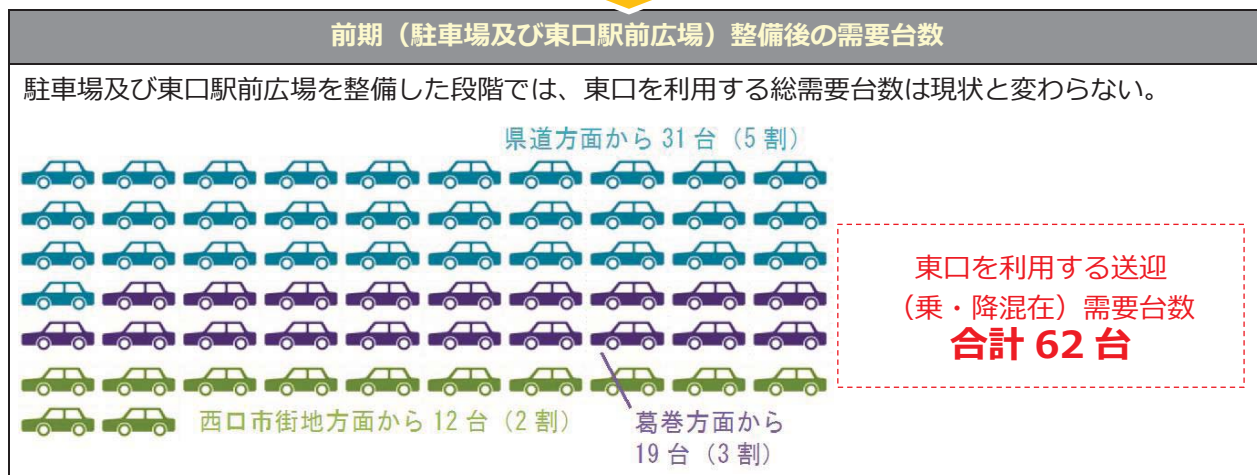 前期（駐車場及び東口駅前広場）整備後の需要台数
駐車場及び東口駅前広場を整備した段階では、東口を利用する総需要台数は現状と変わらない。
県道方面から 31 台（5 割）
東口を利用する送迎
（乗・降混在）需要台数
合計 62 台
西口市街地方面から 12 台（2 割）
葛巻方面から
19 台（3 割）